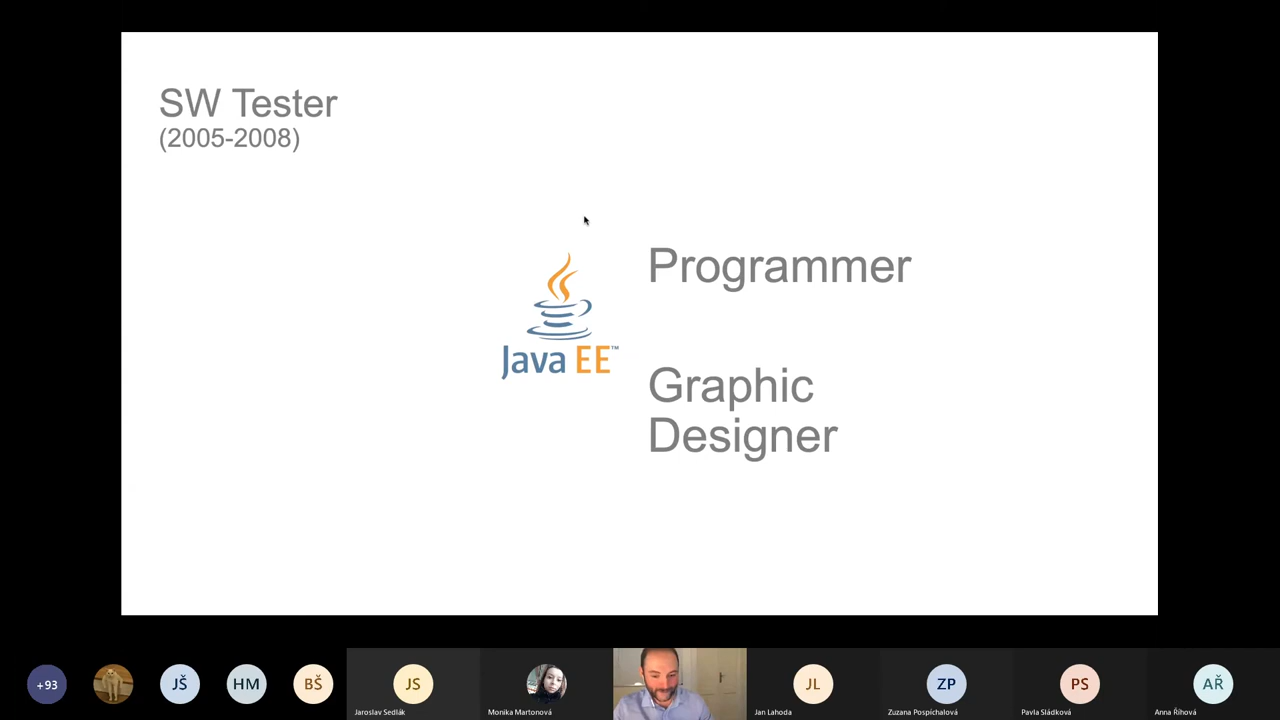 SW Tester
(2005-2008)
Programmer
Java EE™
Graphic
Designer
+93
JŠ
HM
BŠ
JS
JL
ZP
PS
AŘ
Jaroslav Sedlák
Monika Martonová
Jan Lahoda
Zuzana Pospíchalová
Pavla Sládková
Anna Říhová